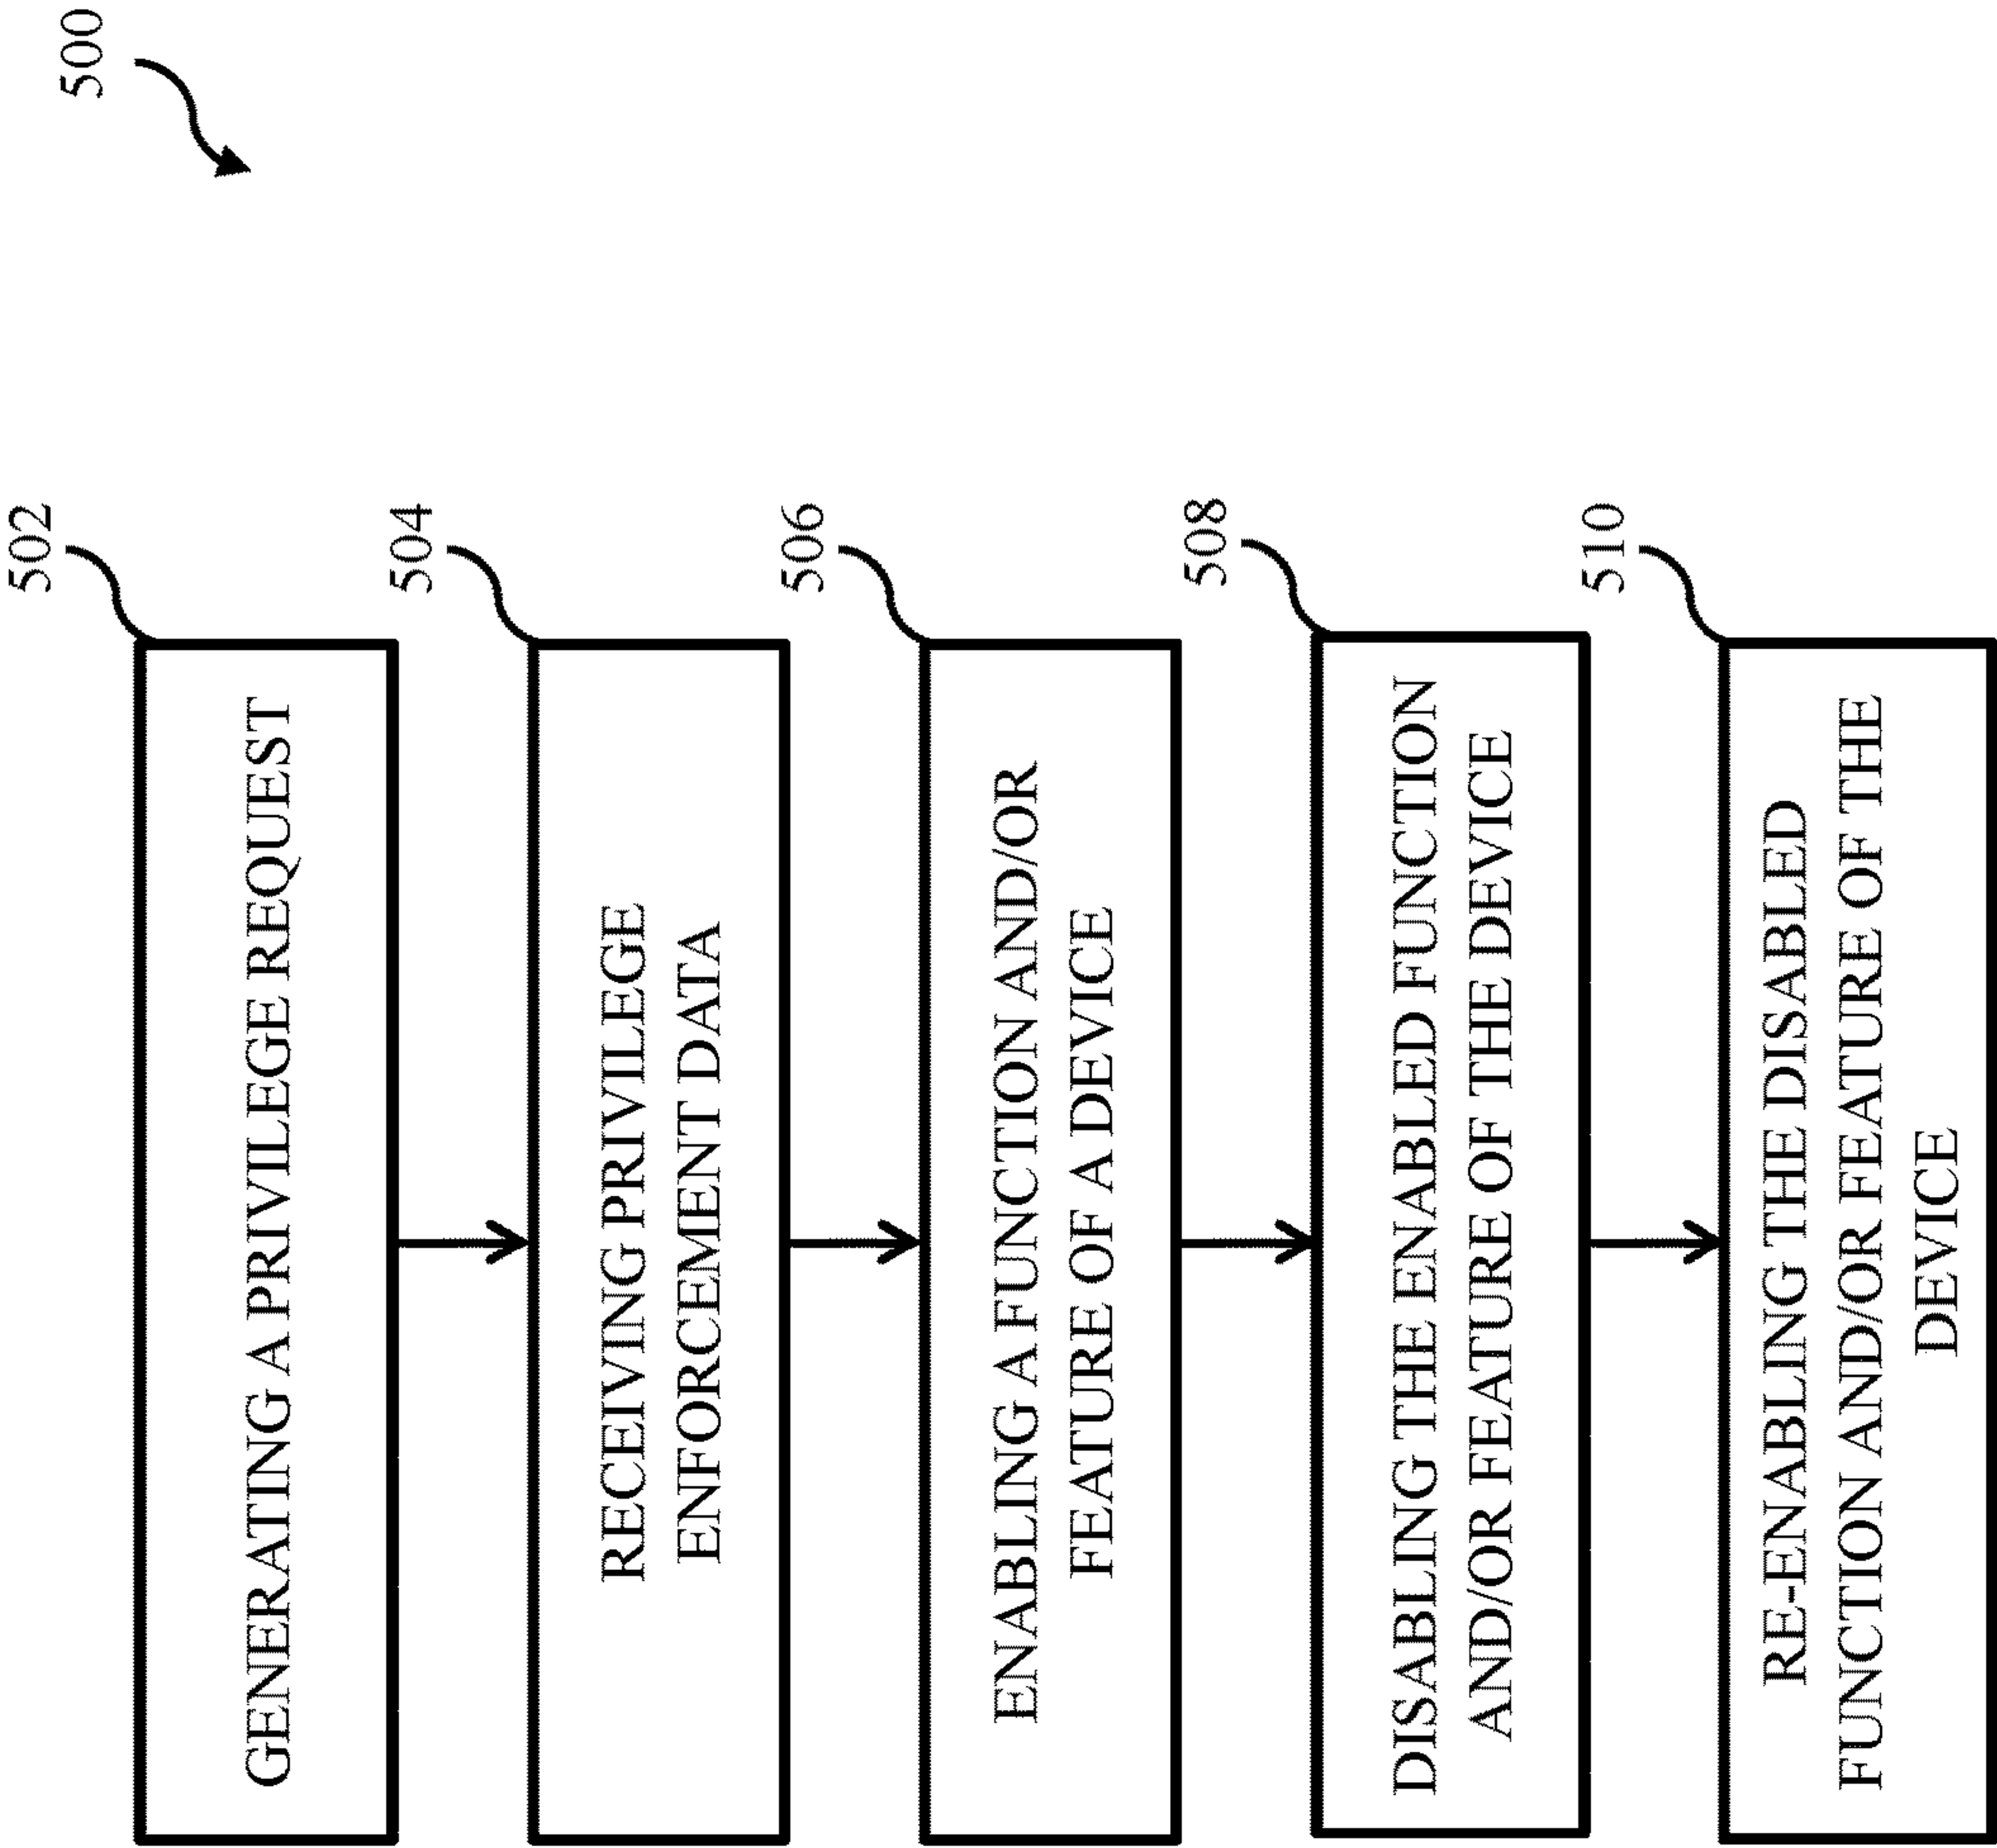 500
502
GENERATING A PRIVILEGE REQUEST
504
RECEIVING PRIVILEGE
ENFORCEMENT DATA
506
ENABLING A FUNCTION AND/OR
FEATURE OF A DEVICE
508
DISABLING THE ENABLED FUNCTION
AND/OR FEATURE OF THE DEVICE
510
RE-ENABLING THE DISABLED
FUNCTION AND/OR FEATURE OF THE
DEVICE